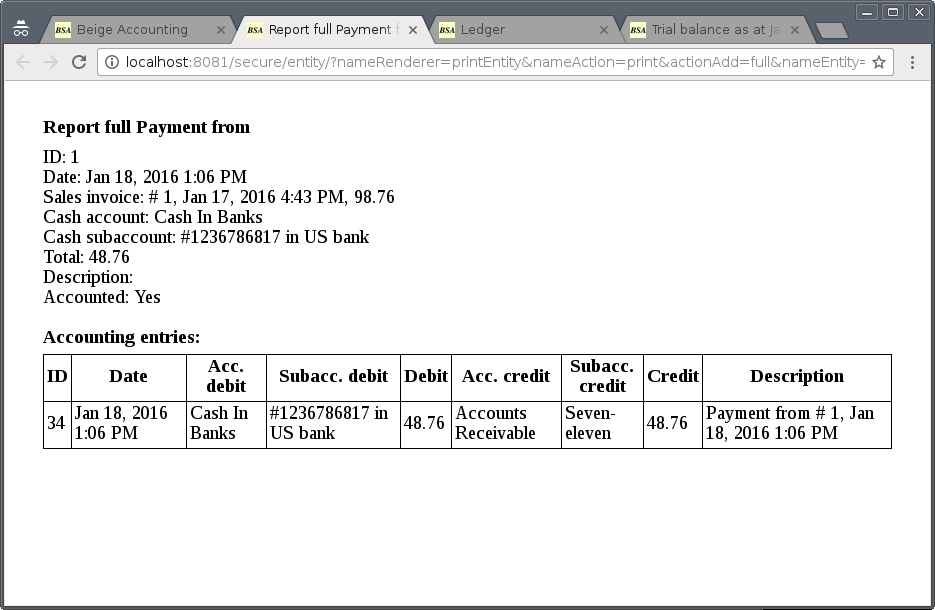 BSA Beige Accounting
BSA Report full Payment f
BSA Ledger
BSA Trial balance as at Ja
localhost:8081/secure/entity/?nameRenderer=printEntity&nameAction=print&actionAdd=full&nameEntity=
Report full Payment from
ID: 1
Date: Jan 18, 2016 1:06 PM
Sales invoice: # 1, Jan 17, 2016 4:43 PM, 98.76
Cash account: Cash In Banks
Cash subaccount: #1236786817 in US bank
Total: 48.76
Description:
Accounted: Yes
Accounting entries:
ID Date Acc. debit Subacc. debit Debit Acc. credit Subacc. credit Credit Description
34 Jan 18, 2016 1:06 PM Cash In Banks #1236786817 in US bank 48.76 Accounts Receivable Seven-eleven 48.76 Payment from # 1, Jan 18, 2016 1:06 PM